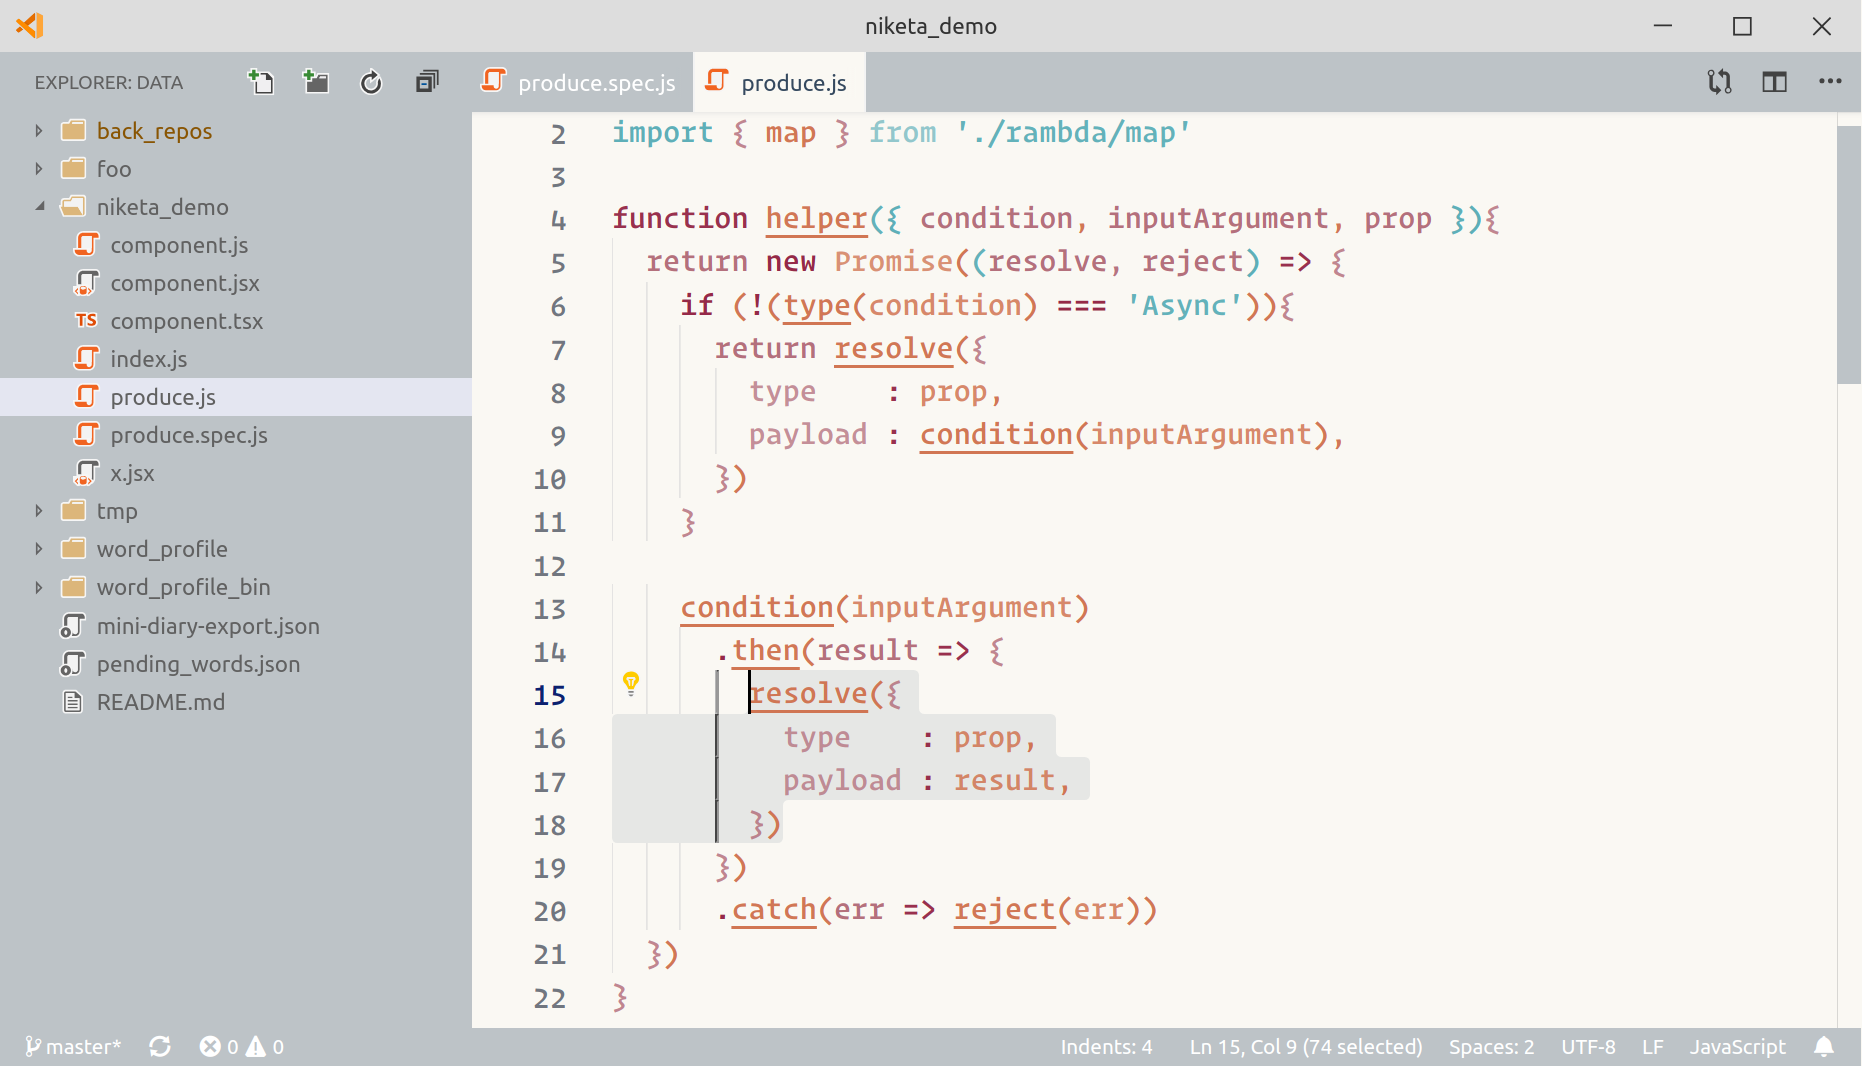 niketa_demo
EXPLORER: DATA
produce.spec.js
produce.js
back_repos
foo
niketa_demo
component.js
component.jsx
TS component.tsx
index.js
produce.js
produce.spec.js
x.jsx
tmp
word_profile
word_profile_bin
mini-diary-export.json
pending_words.json
README.md
2 import { map } from './rambda/map'
3
4 function helper({ condition, inputArgument, prop }){
5   return new Promise((resolve, reject) => {
6     if (!(type(condition) === 'Async')){
7       return resolve({
8         type    : prop,
9         payload : condition(inputArgument),
10       })
11     }
12
13     condition(inputArgument)
14       .then(result => {
15         resolve({
16           type    : prop,
17           payload : result,
18         })
19       })
20       .catch(err => reject(err))
21   })
22 }
master* 0 0 Indents: 4 Ln 15, Col 9 (74 selected) Spaces: 2 UTF-8 LF JavaScript